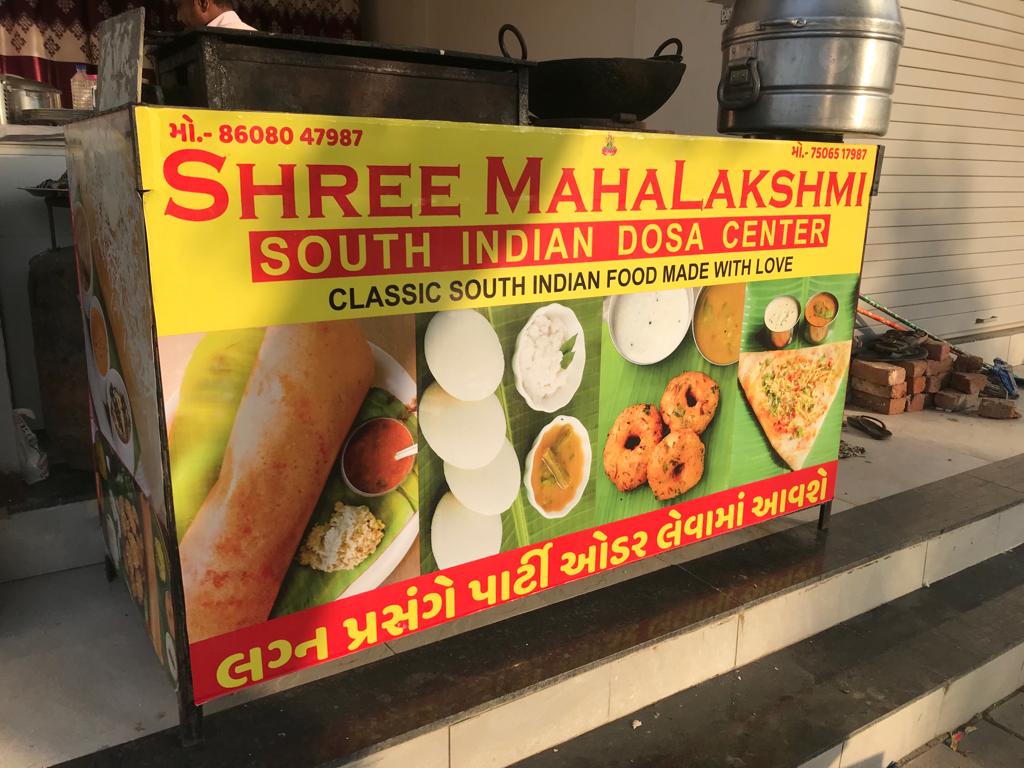 મો.- 86080 47987
મો.- 75065 17987
SHREE MAHALAKSHMI
SOUTH INDIAN DOSA CENTER
CLASSIC SOUTH INDIAN FOOD MADE WITH LOVE
લગ્ન પ્રસંગે પાર્ટી ઓડર લેવામાં આવશે